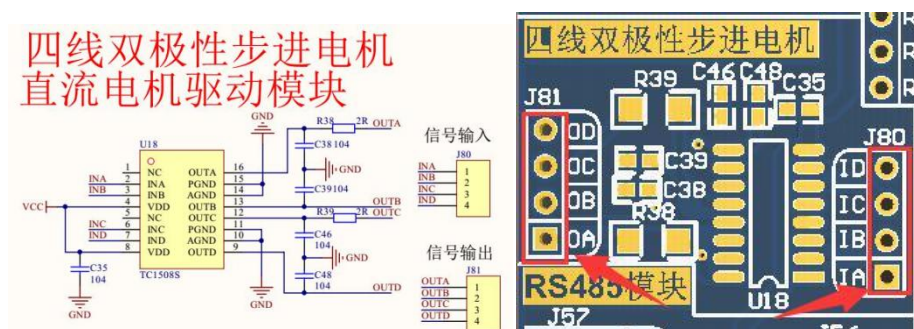 四线双极性步进电机
直流电机驱动模块
U18
1 NC OUTA 16
INA 2 INA PGND 15
INB 3 INB AGND 14
VCC 4 VDD OUTB 13
5 NC OUTC 12
INC 6 INC PGND 11
IND 7 IND AGND 10
8 VDD OUTD 9
TC1508S
C35
104
GND
GND
R38 2R OUTA
C38 104
GND
C39104
OUTB
R39 2R OUTC
C46
104
GND
C48
104
OUTD
GND
信号输入
J80
INA 1
INB 2
INC 3
IND 4
信号输出
J81
OUTA 1
OUTB 2
OUTC 3
OUTD 4
四线双极性步进电机
R39
C46
C48
C35
J81
OD
OC
OB
OA
C39
C38
R38
U18
J80
ID
IC
IB
IA
RS485模块
J57